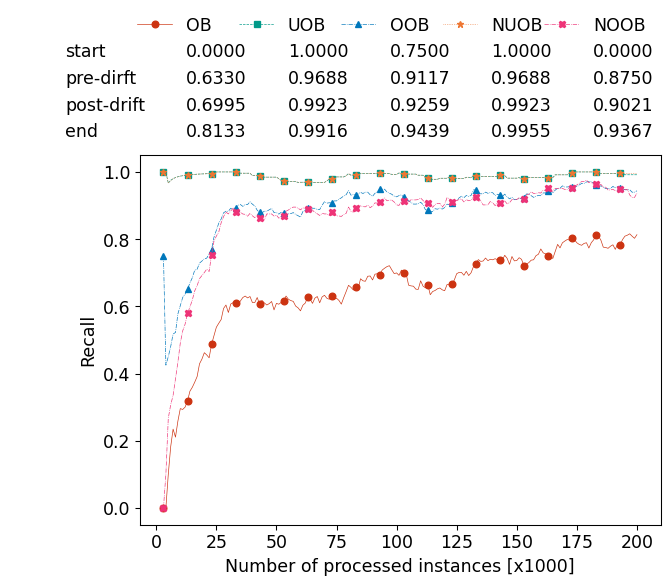 OB UOB OOB NUOB NOOB
start 0.0000 1.0000 0.7500 1.0000 0.0000
pre-dirft 0.6330 0.9688 0.9117 0.9688 0.8750
post-drift 0.6995 0.9923 0.9259 0.9923 0.9021
end 0.8133 0.9916 0.9439 0.9955 0.9367
1.0
0.8
0.6
0.4
0.2
0.0
Recall
0 25 50 75 100 125 150 175 200
Number of processed instances [x1000]